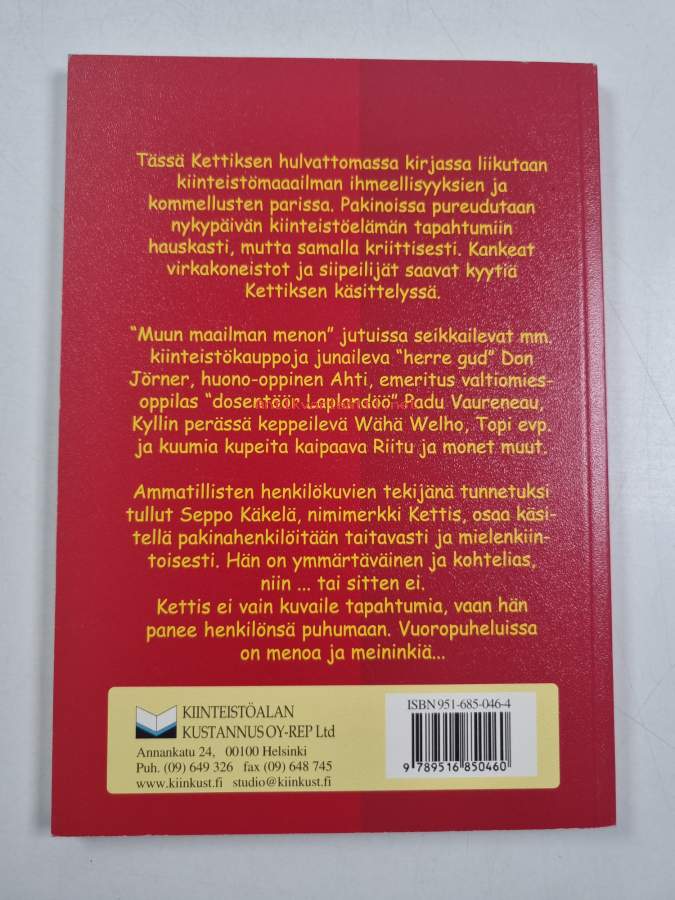 Tässä Kettiksen hulvattomassa kirjassa liikutaan
kiinteistömaaailman ihmeellisyyksien ja
kommellusten parissa. Pakinoissa pureudutaan
nykypäivän kiinteistöelämän tapahtumiin
hauskasti, mutta samalla kriittisesti. Kankeat
virkakoneistot ja siipeilijät saavat kyytiä
Kettiksen käsittelyssä.
“Muun maailman menon” jutuissa seikkailevat mm.
kiinteistökauppoja junaileva “herre gud” Don
Jörner, huono-oppinen Ahti, emeritus valtiomies-
oppilas “dosentöör Laplandöö” Padu Vaureneau,
Kyllin perässä keppeilevä Wähä Welho, Topi evp.
ja kuumia kupeita kaipaava Riitu ja monet muut.
Ammatillisten henkilökuvien tekijänä tunnetuksi
tullut Seppo Käkelä, nimimerkki Kettis, osaa käsi-
tellä pakinahenkilöitään taitavasti ja mielenkiin-
toisesti. Hän on ymmärtäväinen ja kohtelias,
niin ... tai sitten ei.
Kettis ei vain kuvaile tapahtumia, vaan hän
panee henkilönsä puhumaan. Vuoropuheluissa
on menoa ja meininkiä...
KIINTEISTÖALAN
KUSTANNUS OY-REP Ltd
Annankatu 24, 00100 Helsinki
Puh. (09) 649 326 fax (09) 648 745
www.kiinkust.fi studio@kiinkust.fi
ISBN 951-685-046-4
9 789516 850460